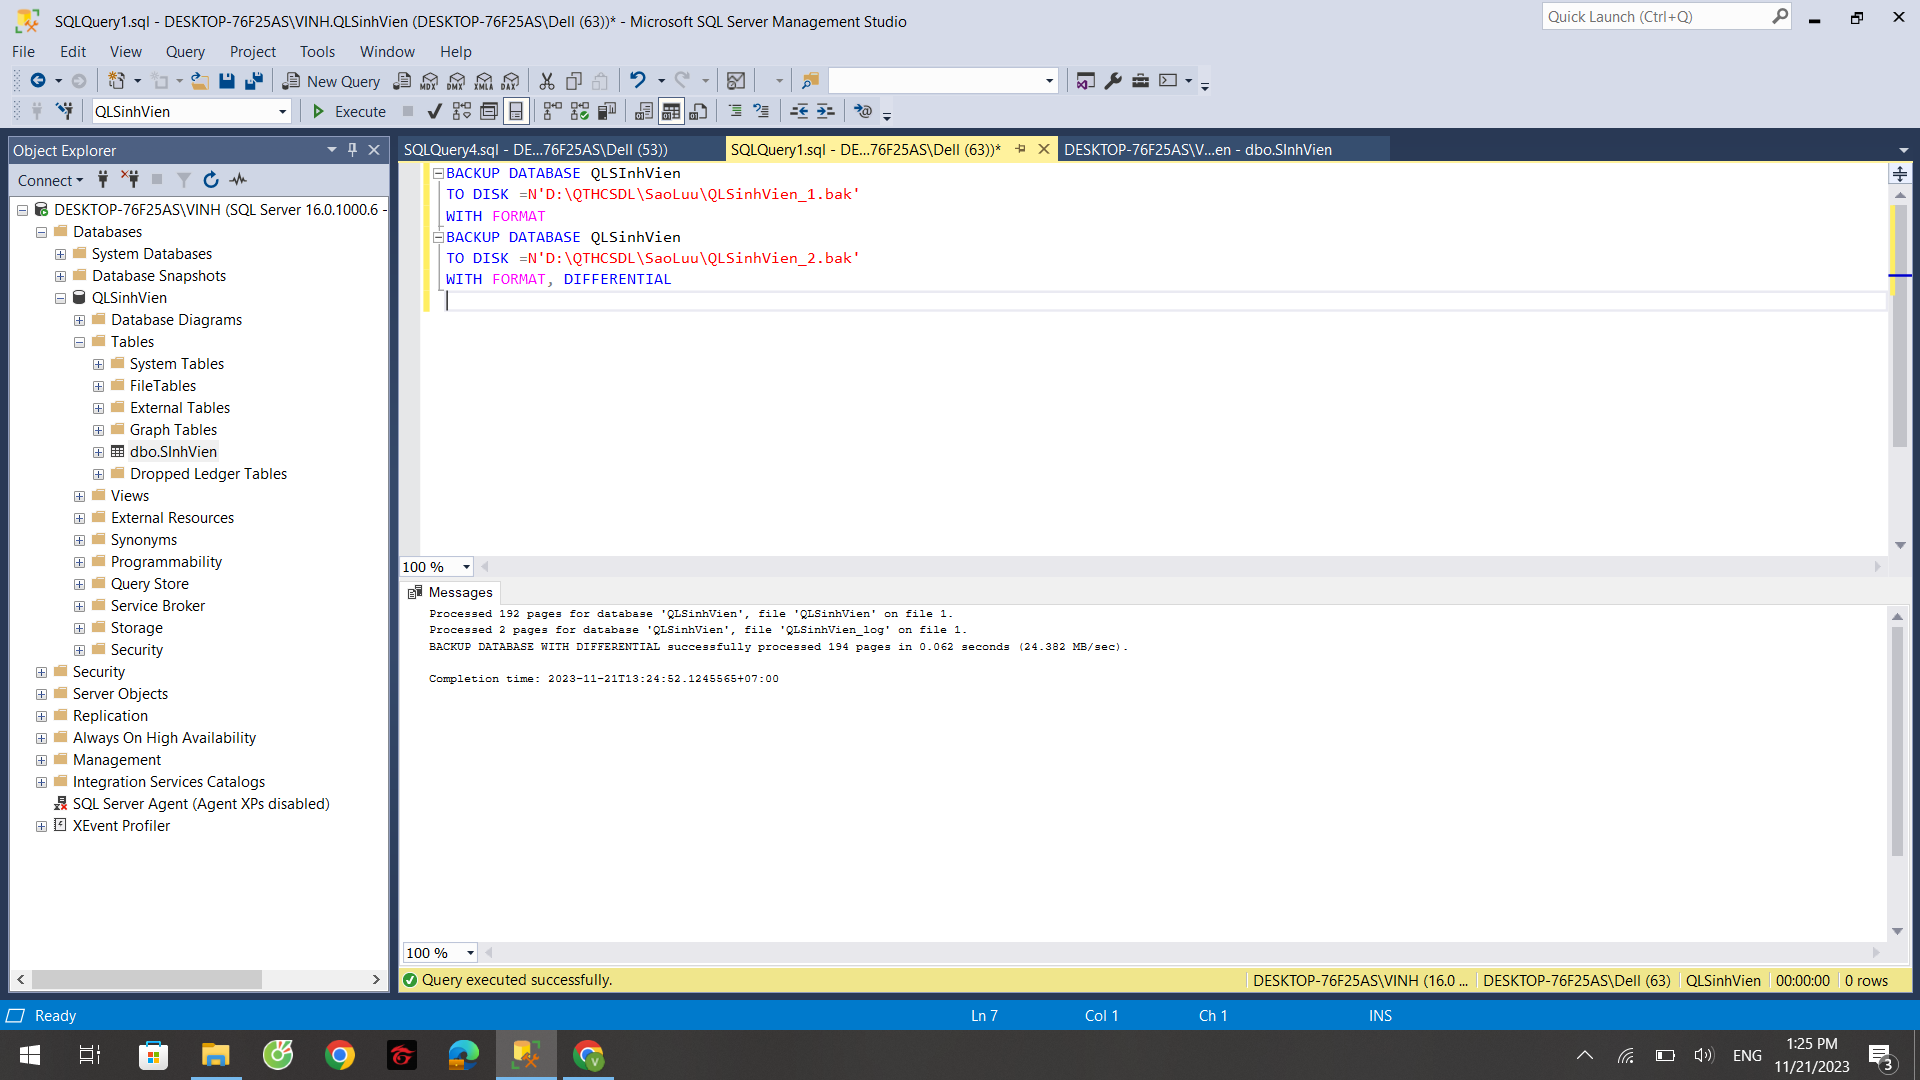 SQLQuery1.sql - DESKTOP-76F25AS\VINH.QLSinhVien (DESKTOP-76F25AS\Dell (63))* - Microsoft SQL Server Management Studio
Quick Launch (Ctrl+Q)
File Edit View Query Project Tools Window Help
New Query MDX DMX XMLA DAX
QLSinhVien Execute
Object Explorer
Connect
DESKTOP-76F25AS\VINH (SQL Server 16.0.1000.6 -
Databases
System Databases
Database Snapshots
QLSinhVien
Database Diagrams
Tables
System Tables
FileTables
External Tables
Graph Tables
dbo.SInhVien
Dropped Ledger Tables
Views
External Resources
Synonyms
Programmability
Query Store
Service Broker
Storage
Security
Security
Server Objects
Replication
Always On High Availability
Management
Integration Services Catalogs
SQL Server Agent (Agent XPs disabled)
XEvent Profiler
SQLQuery4.sql - DE...76F25AS\Dell (53)) SQLQuery1.sql - DE...76F25AS\Dell (63))* DESKTOP-76F25AS\V...en - dbo.SInhVien
BACKUP DATABASE QLSInhVien
TO DISK =N'D:\QTHCSDL\SaoLuu\QLSinhVien_1.bak'
WITH FORMAT
BACKUP DATABASE QLSinhVien
TO DISK =N'D:\QTHCSDL\SaoLuu\QLSinhVien_2.bak'
WITH FORMAT, DIFFERENTIAL
100 %
Messages
Processed 192 pages for database 'QLSinhVien', file 'QLSinhVien' on file 1.
Processed 2 pages for database 'QLSinhVien', file 'QLSinhVien_log' on file 1.
BACKUP DATABASE WITH DIFFERENTIAL successfully processed 194 pages in 0.062 seconds (24.382 MB/sec).
Completion time: 2023-11-21T13:24:52.1245565+07:00
100 %
Query executed successfully. DESKTOP-76F25AS\VINH (16.0 ... DESKTOP-76F25AS\Dell (63) QLSinhVien 00:00:00 0 rows
Ready Ln 7 Col 1 Ch 1 INS
ENG 1:25 PM
11/21/2023
3